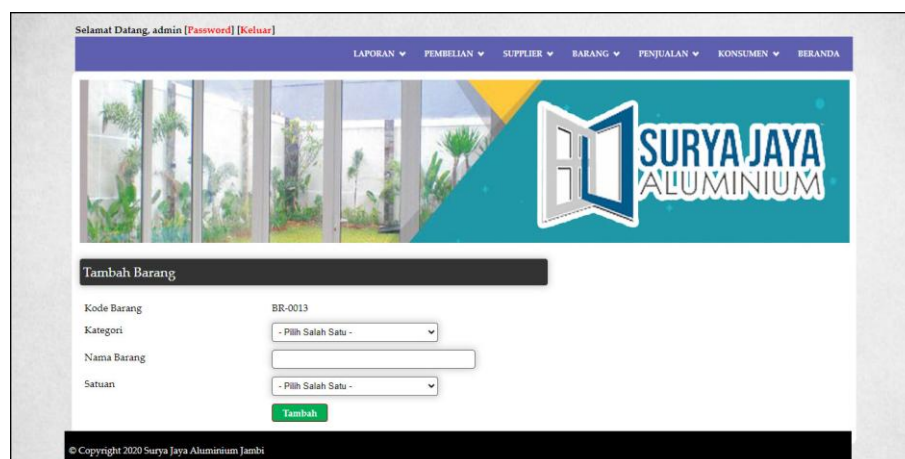 Selamat Datang, admin [Password] [Keluar]
LAPORAN PEMBELIAN SUPPLIER BARANG PENJUALAN KONSUMEN BERANDA
SURYA JAYA
ALUMINIUM
Tambah Barang
Kode Barang BR-0013
Kategori - Pilih Salah Satu -
Nama Barang
Satuan - Pilih Salah Satu -
Tambah
© Copyright 2020 Surya Jaya Aluminium Jambi